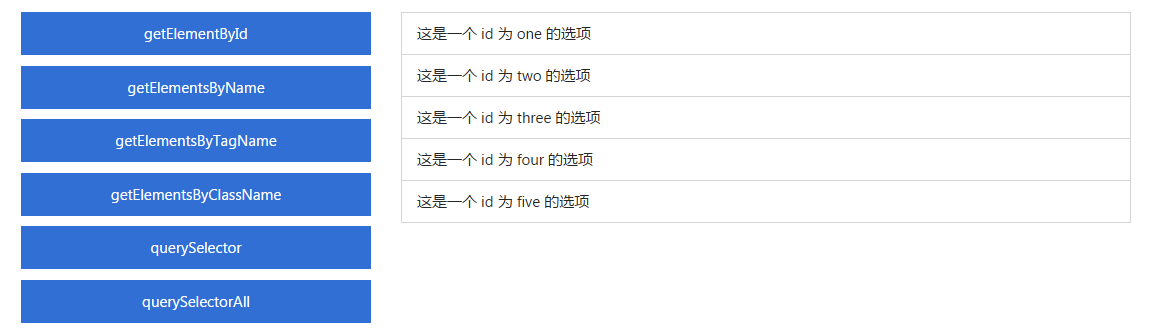 getElementById
getElementsByName
getElementsByTagName
getElementsByClassName
querySelector
querySelectorAll
这是一个 id 为 one 的选项
这是一个 id 为 two 的选项
这是一个 id 为 three 的选项
这是一个 id 为 four 的选项
这是一个 id 为 five 的选项